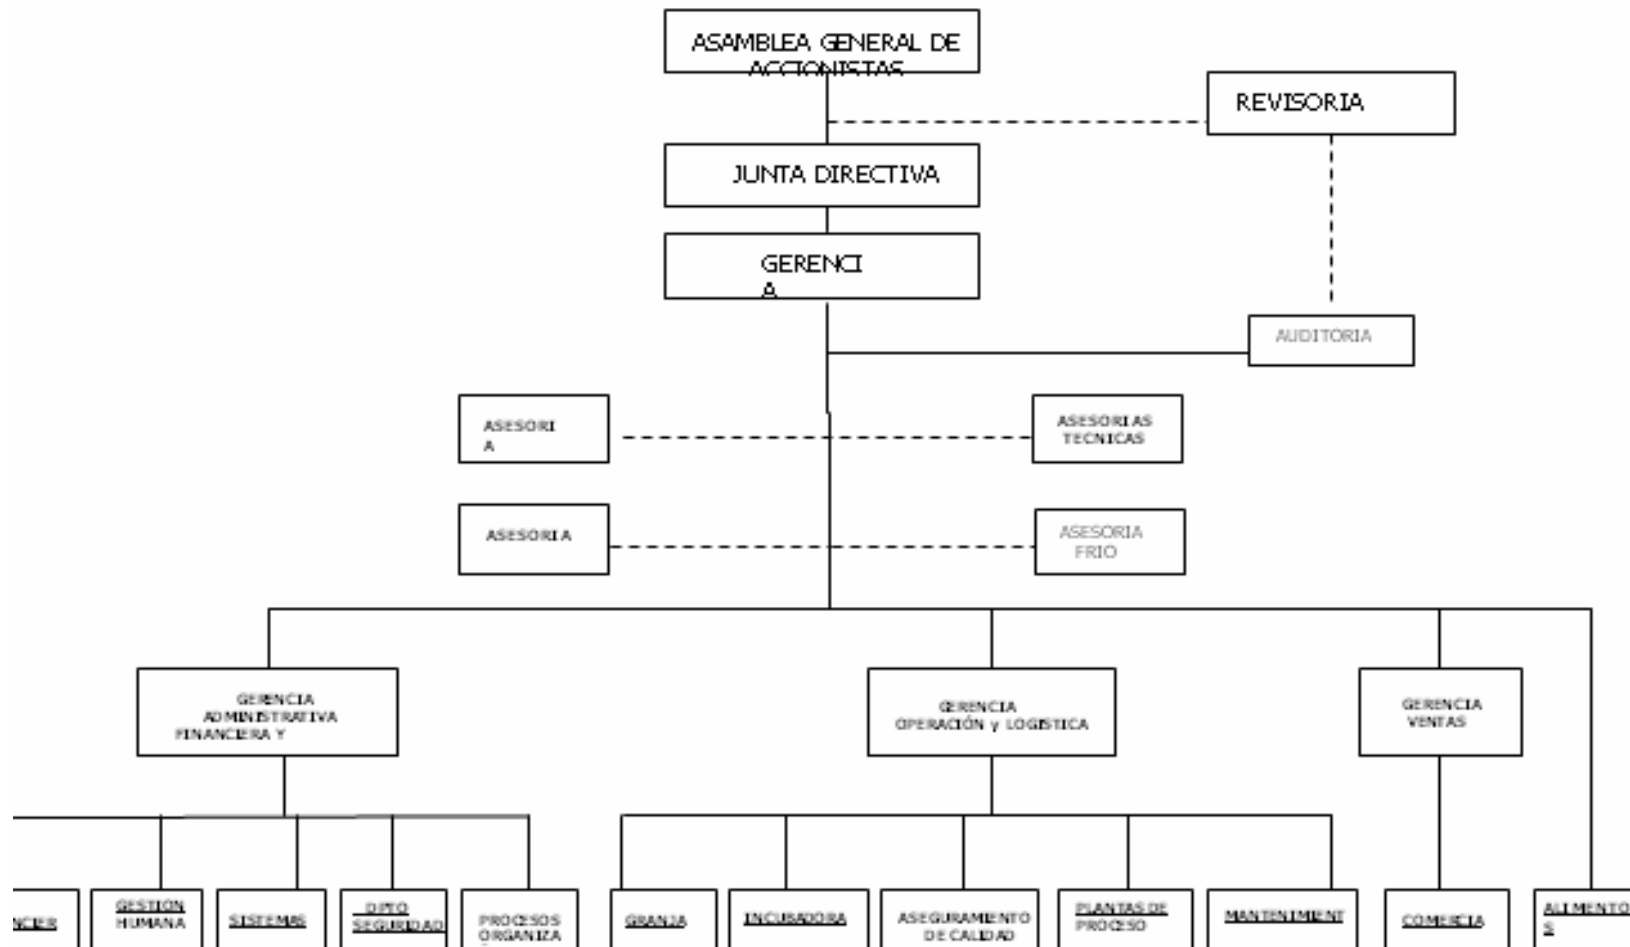 ASAMBLEA GENERAL DE
ACCIONISTAS
REVISORIA
JUNTA DIRECTIVA
GERENCI
A
AUDITORIA
ASESORI
A
ASESORIAS
TECNICAS
ASESORIA
ASESORIA
FRIO
GERENCIA
ADMINISTRATIVA
FINANCIERA Y
GERENCIA
OPERACIÓN y LOGISTICA
GERENCIA
VENTAS
NCIER
GESTION
HUMANA
SISTEMAS
DPTO
SEGURIDAD
PROCESOS
ORGANIZA
GRANJA
INCUBADORA
ASEGURAMIENTO
DE CALIDAD
PLANTAS DE
PROCESO
MANTENIMIENT
COMERCIA
ALIMENTO
S